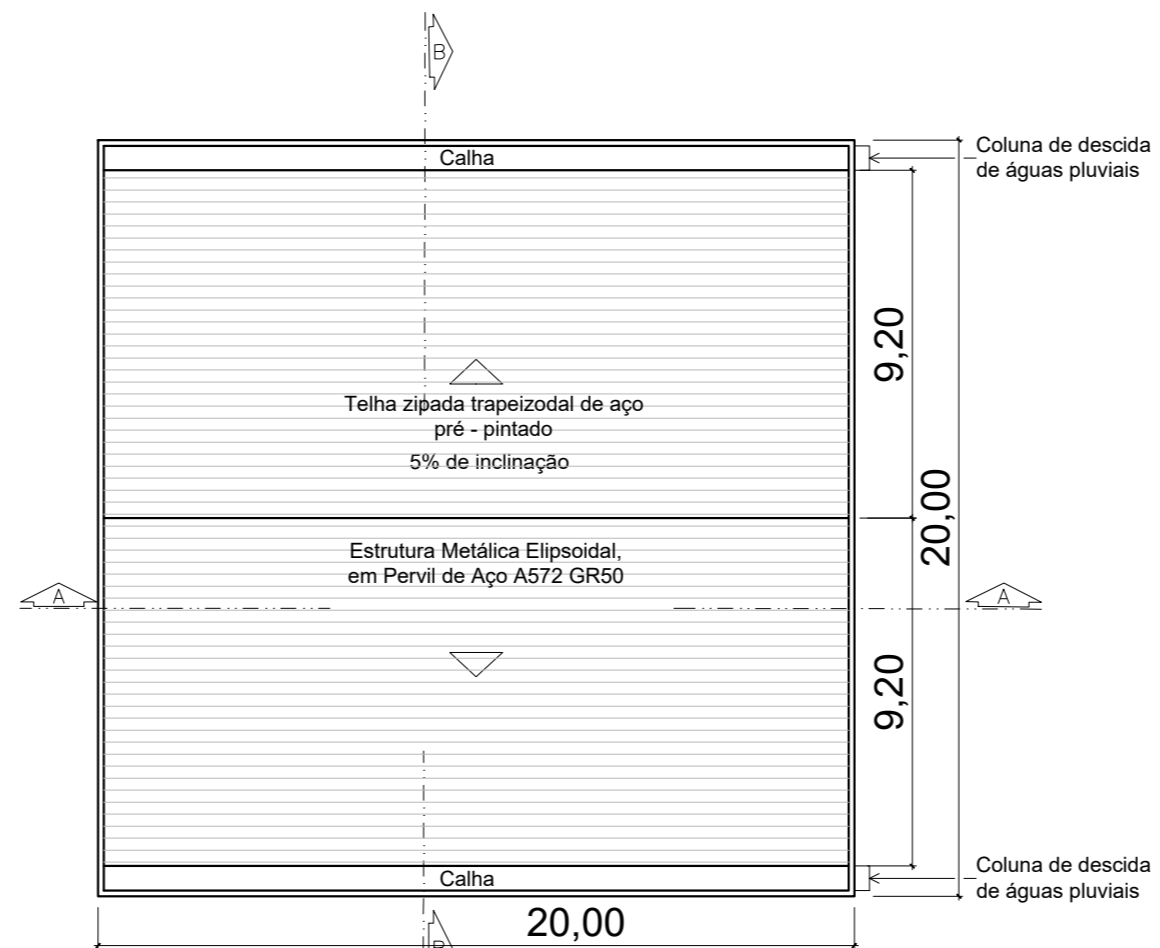 B
Calha
Coluna de descida
de águas pluviais
9,20
Telha zipada trapeizodal de aço
pré - pintado
5% de inclinação
20,00
Estrutura Metálica Elipsoidal,
em Pervil de Aço A572 GR50
A
A
9,20
Calha
Coluna de descida
de águas pluviais
20,00
B